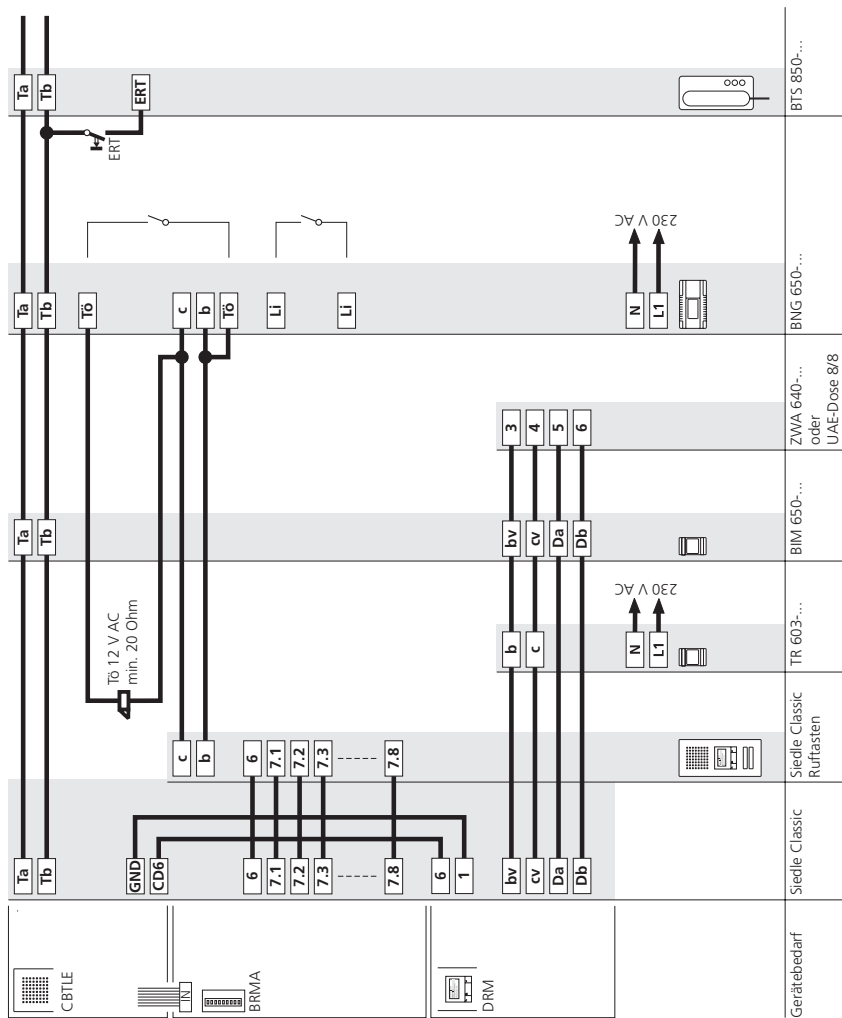 Ta Ta Ta Ta
Tb Tb Tb Tb
CBTLE
Tö
Tö 12 V AC
min. 20 Ohm
ERT
GND
ERT
CD6
c c
IN
b b
Tö
BRMA
6 6
7.1 7.1
Li
7.2 7.2
7.3 7.3
Li
7.8 7.8
6
1
DRM
bv b bv 3
cv c cv 4
Da Da 5
Db Db 6
N N
L1 L1
230 V AC 230 V AC
Gerätebedarf
Siedle Classic
Siedle Classic
Ruftasten
TR 603-...
BIM 650-...
ZWA 640-...
oder
UAE-Dose 8/8
BNG 650-...
BTS 850-...